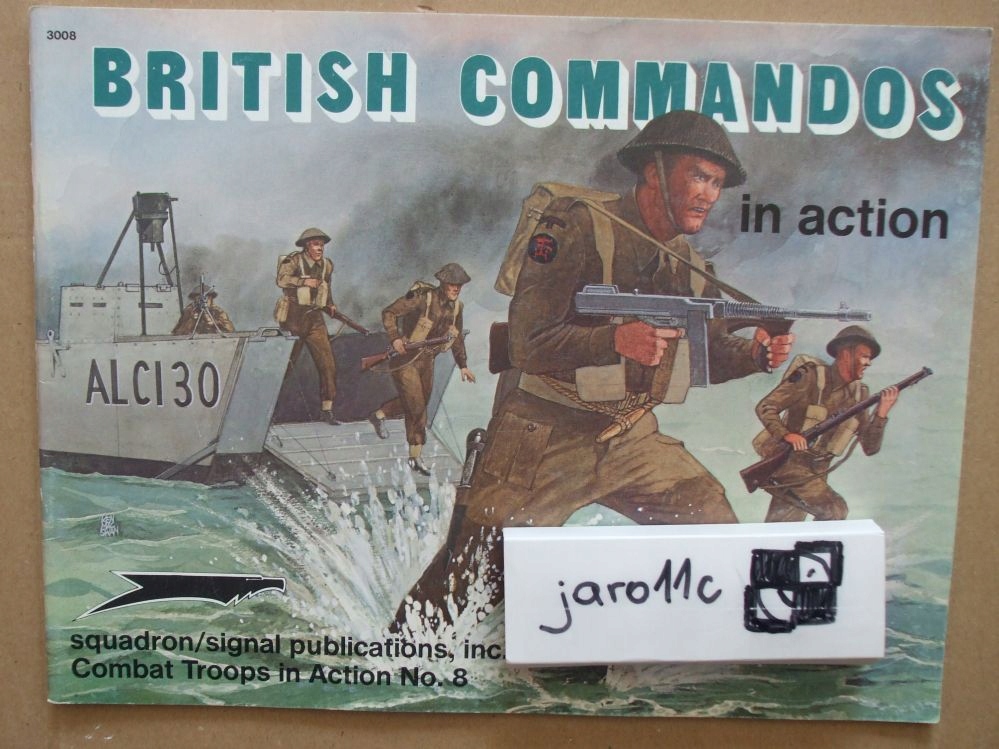 3008
BRITISH COMMANDOS
in action
ALC130
jaro11c
squadron/signal publications, inc.
Combat Troops in Action No. 8